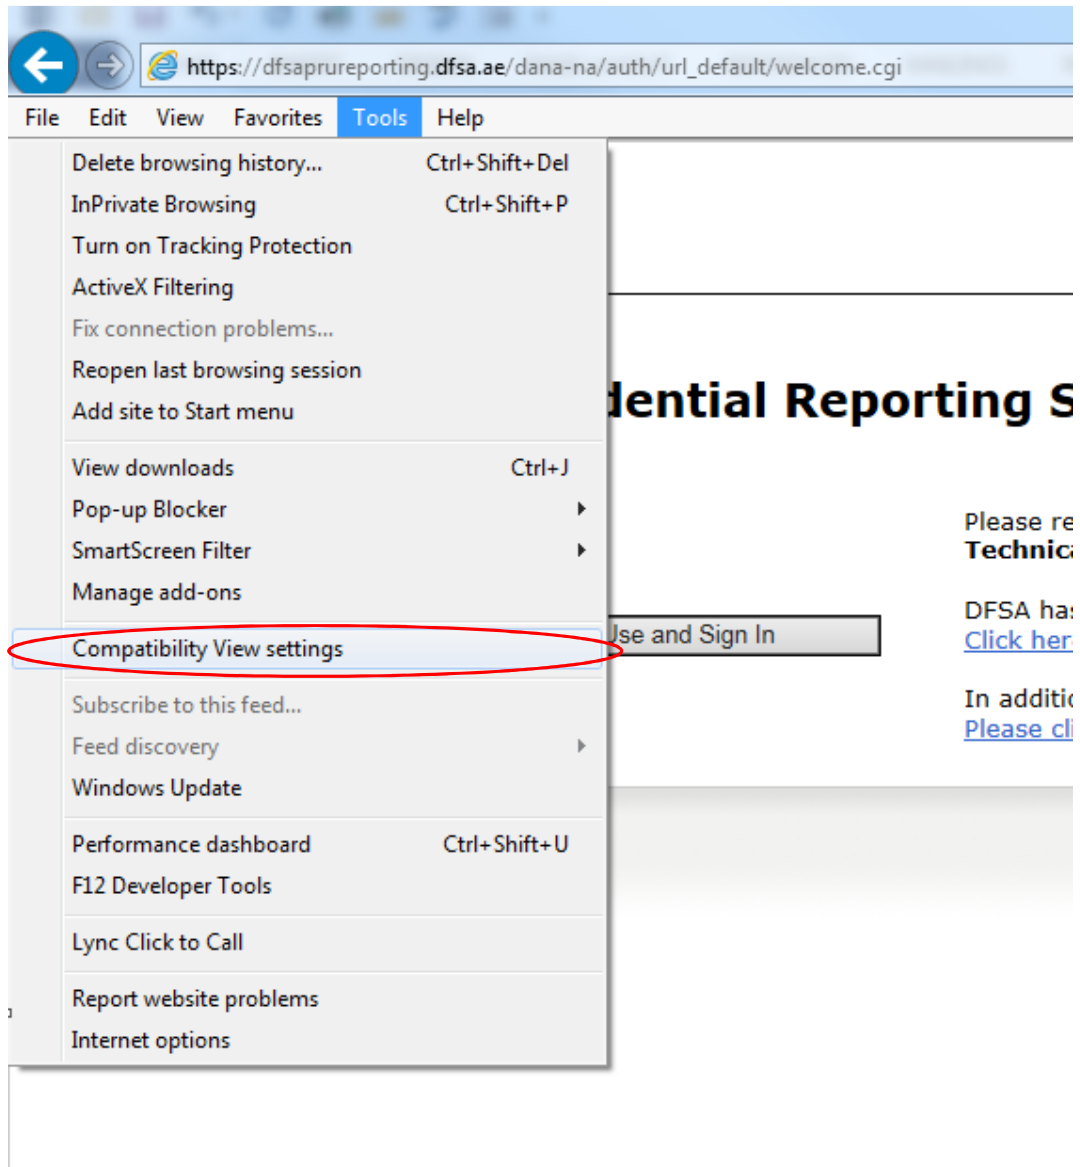 https://dfsaprureporting.dfsa.ae/dana-na/auth/url_default/welcome.cgi
File Edit View Favorites Tools Help
Delete browsing history... Ctrl+Shift+Del
InPrivate Browsing Ctrl+Shift+P
Turn on Tracking Protection
ActiveX Filtering
Fix connection problems...
Reopen last browsing session
Add site to Start menu
View downloads Ctrl+J
Pop-up Blocker
SmartScreen Filter
Manage add-ons
Compatibility View settings
Subscribe to this feed...
Feed discovery
Windows Update
Performance dashboard Ctrl+Shift+U
F12 Developer Tools
Lync Click to Call
Report website problems
Internet options
dential Reporting S
Use and Sign In
Please re
Technica
DFSA has
Click her
In additio
Please cli